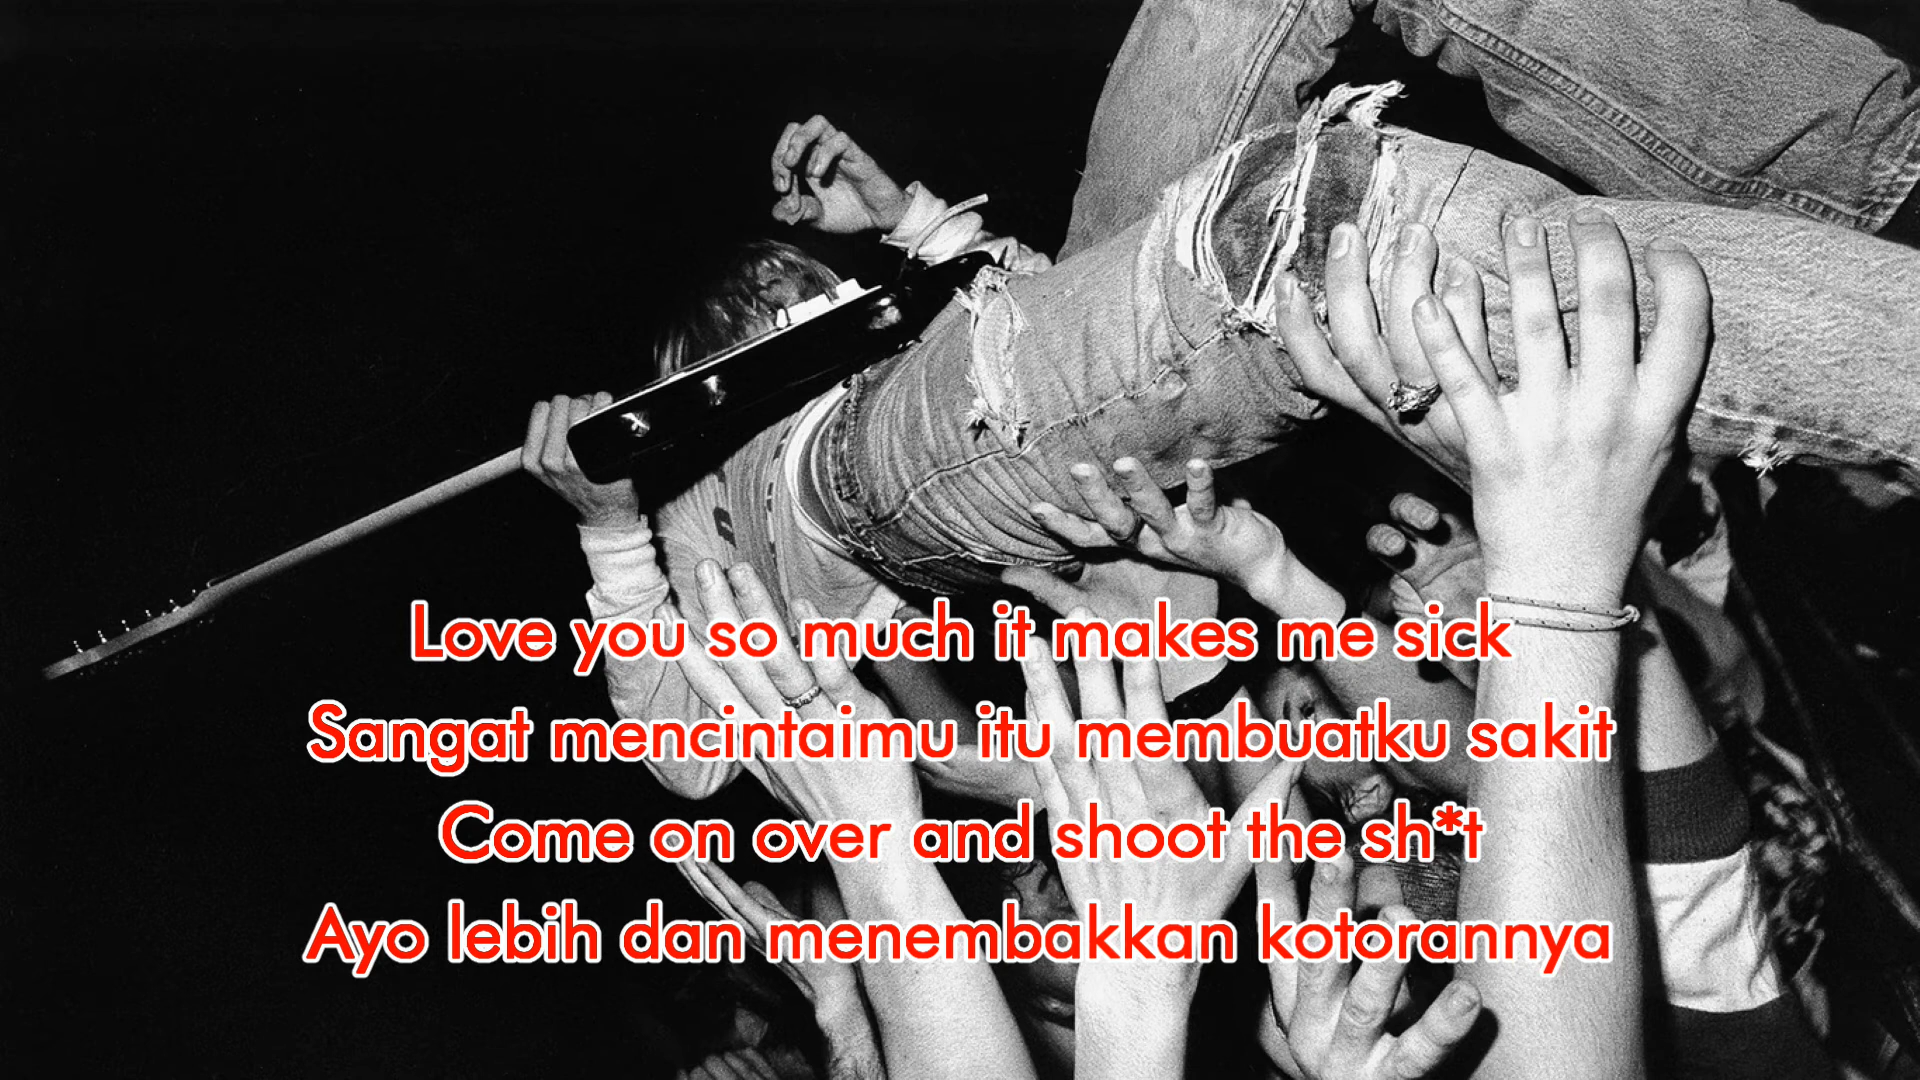 Love you so much it makes me sick
Sangat mencintaimu itu membuatku sakit
Come on over and shoot the sh*t
Ayo lebih dan menembakkan kotorannya